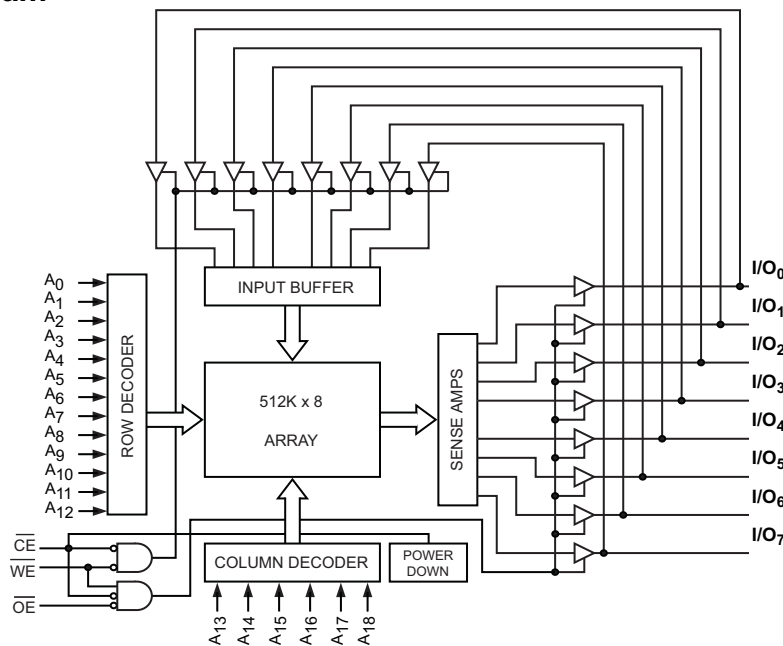 A0
A1
A2
A3
A4
A5
A6
A7
A8
A9
A10
A11
A12
ROW DECODER
INPUT BUFFER
512K x 8
ARRAY
SENSE AMPS
I/O0
I/O1
I/O2
I/O3
I/O4
I/O5
I/O6
I/O7
CE
WE
OE
COLUMN DECODER
POWER
DOWN
A13
A14
A15
A16
A17
A18